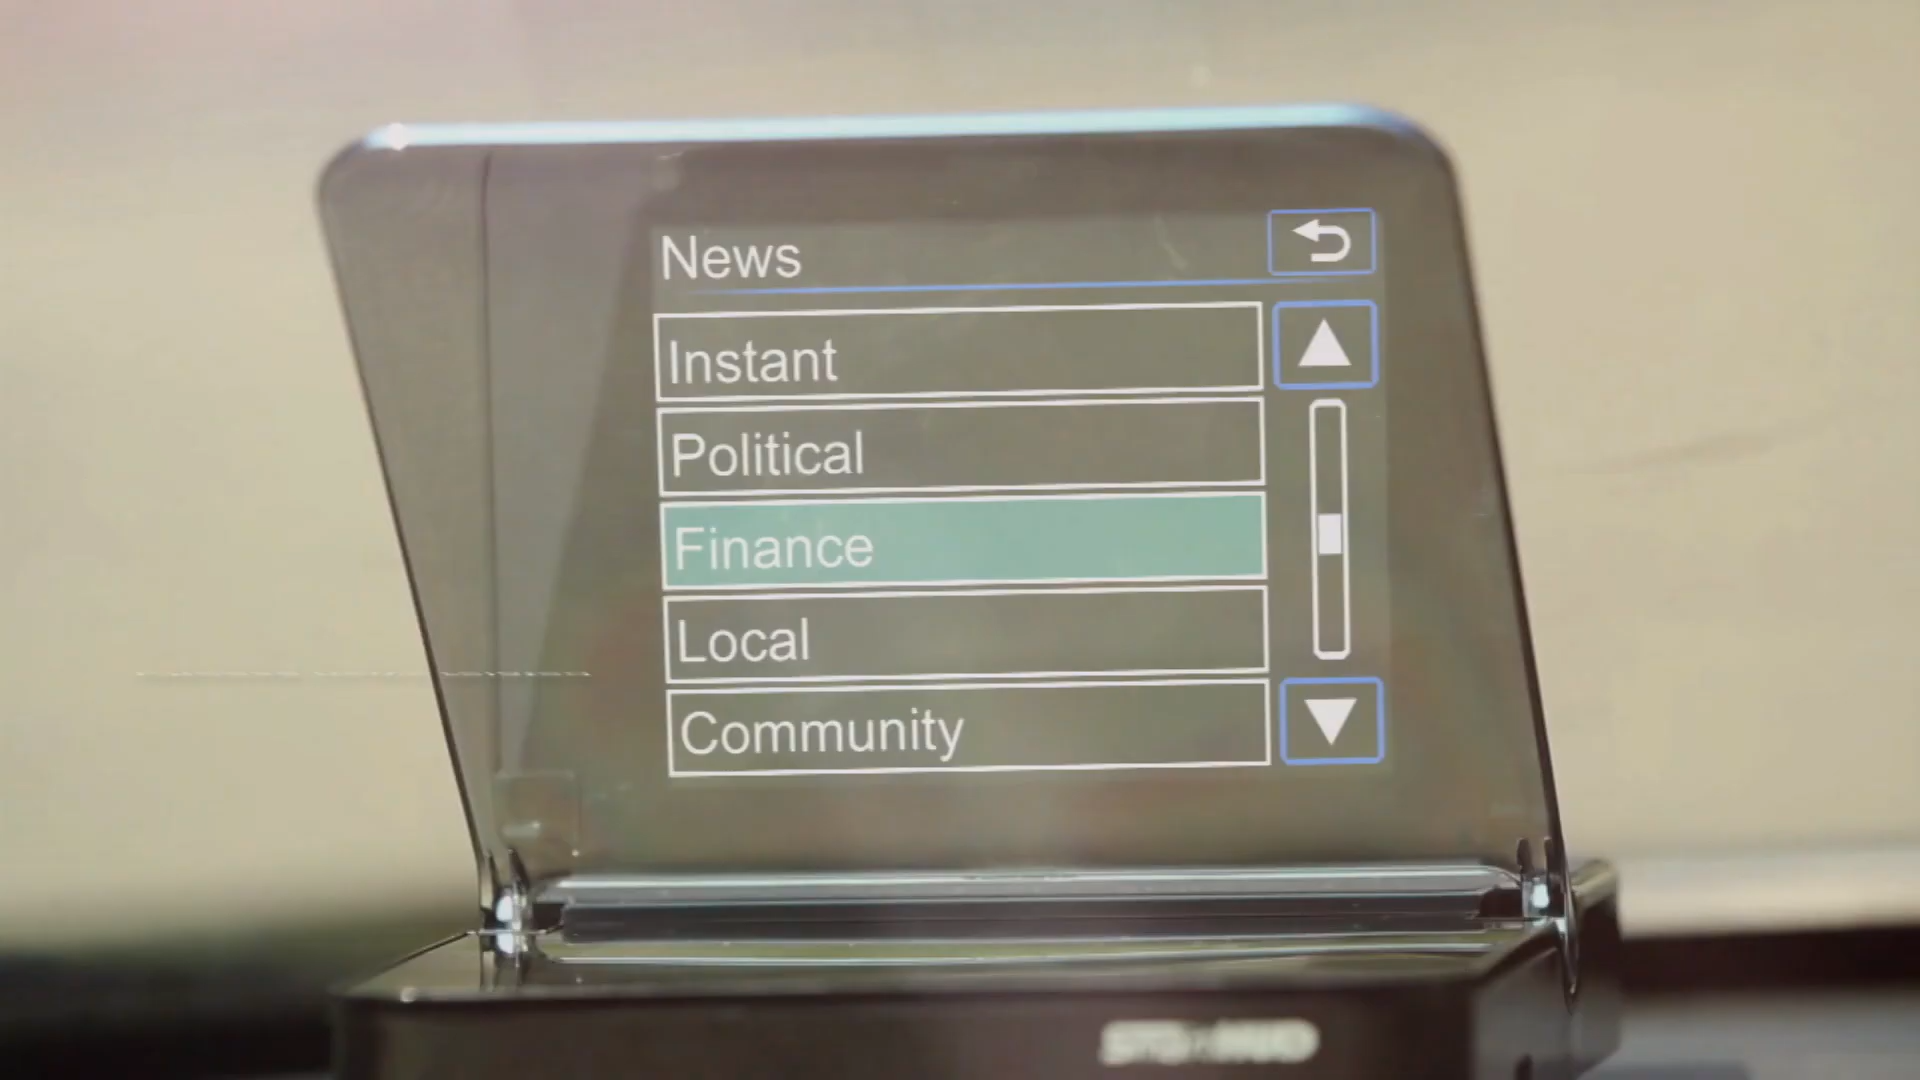 News
Instant
Political
Finance
Local
Community